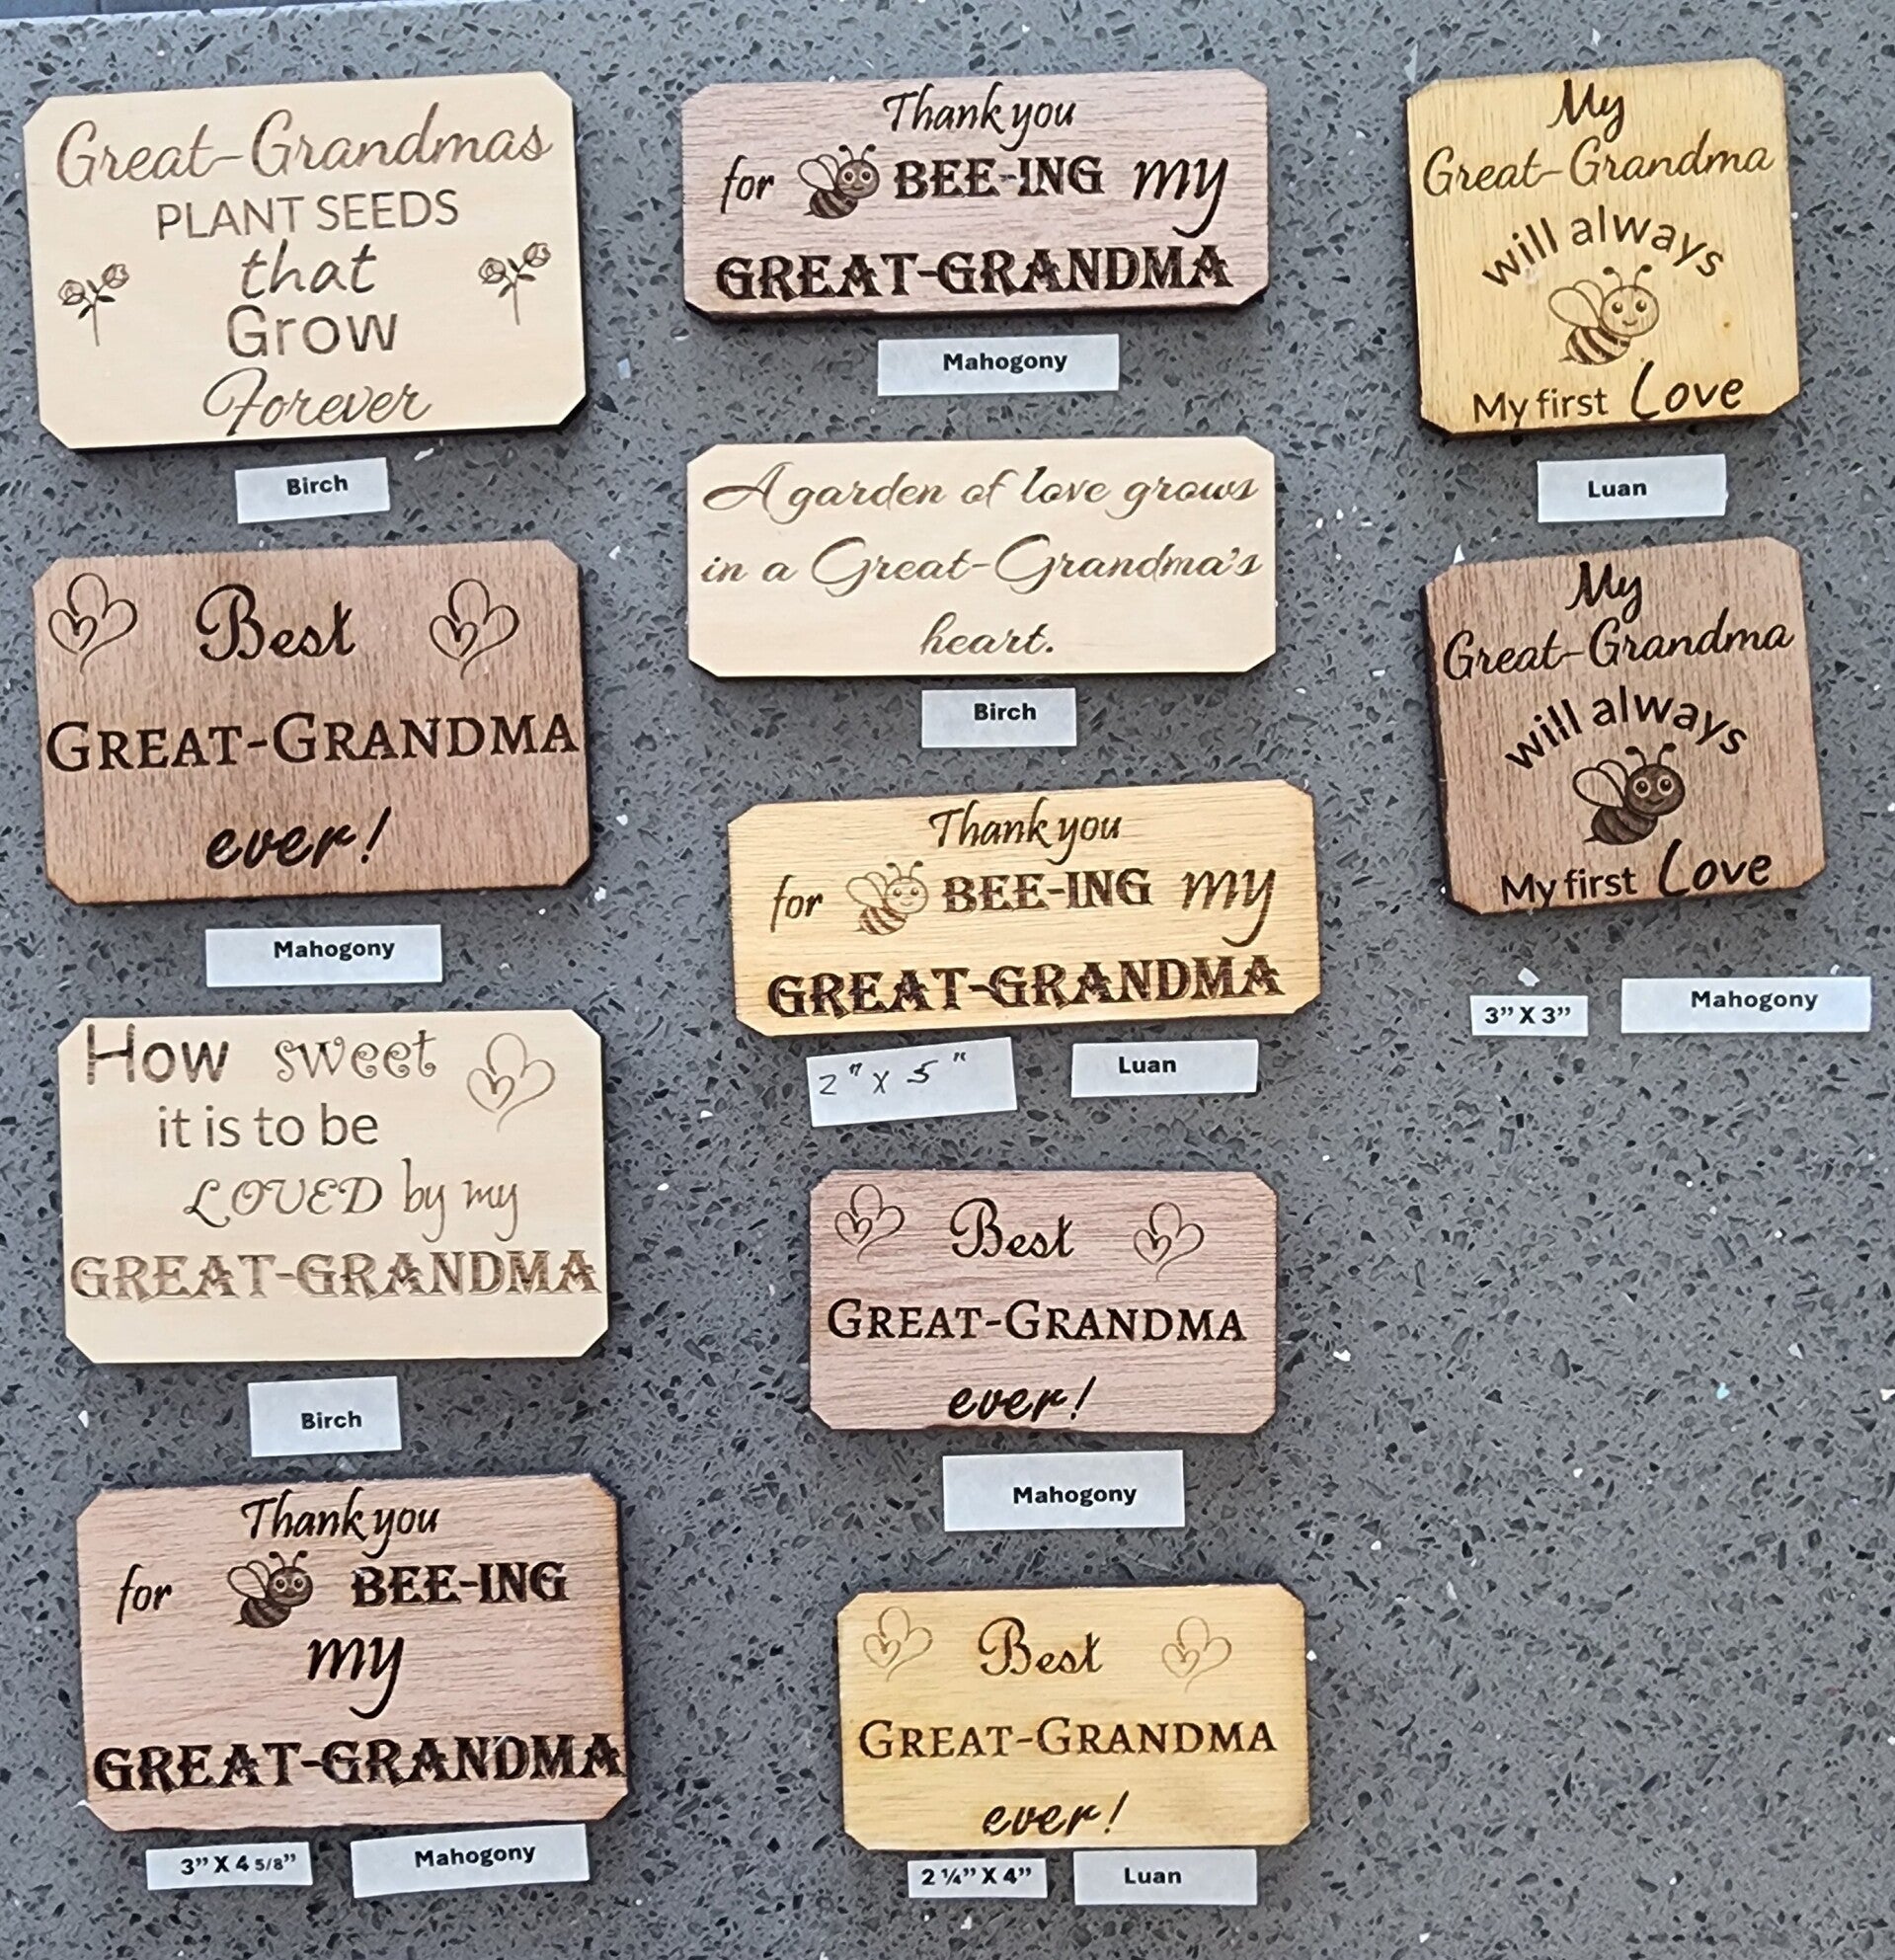 Great-Grandmas
PLANT SEEDS
that
Grow
Forever
Birch
Best
GREAT-GRANDMA
ever!
Mahogony
How sweet
it is to be
LOVED by my
GREAT-GRANDMA
Birch
Thank you
for BEE-ING
my
GREAT-GRANDMA
3” X 4 5/8”
Mahogony
Thank you
for BEE-ING my
GREAT-GRANDMA
Mahogony
A garden of love grows
in a Great-Grandma's
heart.
Birch
Thank you
for BEE-ING my
GREAT-GRANDMA
2" X 5"
Luan
Best
GREAT-GRANDMA
ever!
Mahogony
Best
GREAT-GRANDMA
ever!
2 ¼” X 4”
Luan
My
Great-Grandma
will always
My first Love
Luan
My
Great-Grandma
will always
My first Love
3” X 3”
Mahogony